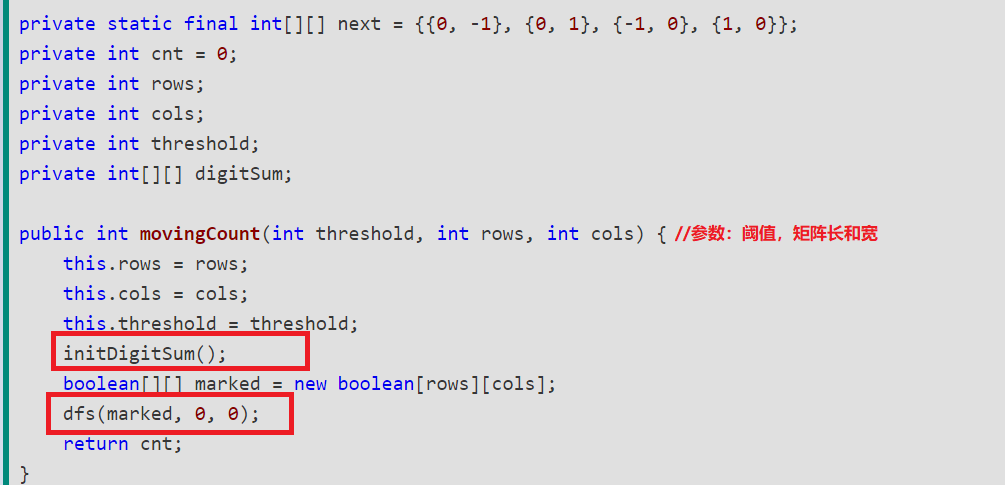 private static final int[][] next = {{0, -1}, {0, 1}, {-1, 0}, {1, 0}};
private int cnt = 0;
private int rows;
private int cols;
private int threshold;
private int[][] digitSum;
public int movingCount(int threshold, int rows, int cols) { //参数：阈值，矩阵长和宽
    this.rows = rows;
    this.cols = cols;
    this.threshold = threshold;
    initDigitSum();
    boolean[][] marked = new boolean[rows][cols];
    dfs(marked, 0, 0);
    return cnt;
}